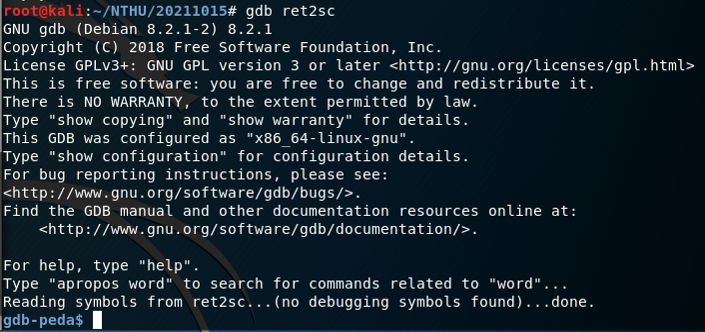 root@kali:~/NTHU/20211015# gdb ret2sc
GNU gdb (Debian 8.2.1-2) 8.2.1
Copyright (C) 2018 Free Software Foundation, Inc.
License GPLv3+: GNU GPL version 3 or later <http://gnu.org/licenses/gpl.html>
This is free software: you are free to change and redistribute it.
There is NO WARRANTY, to the extent permitted by law.
Type "show copying" and "show warranty" for details.
This GDB was configured as "x86_64-linux-gnu".
Type "show configuration" for configuration details.
For bug reporting instructions, please see:
<http://www.gnu.org/software/gdb/bugs/>.
Find the GDB manual and other documentation resources online at:
    <http://www.gnu.org/software/gdb/documentation/>.

For help, type "help".
Type "apropos word" to search for commands related to "word"...
Reading symbols from ret2sc...(no debugging symbols found)...done.
gdb-peda$